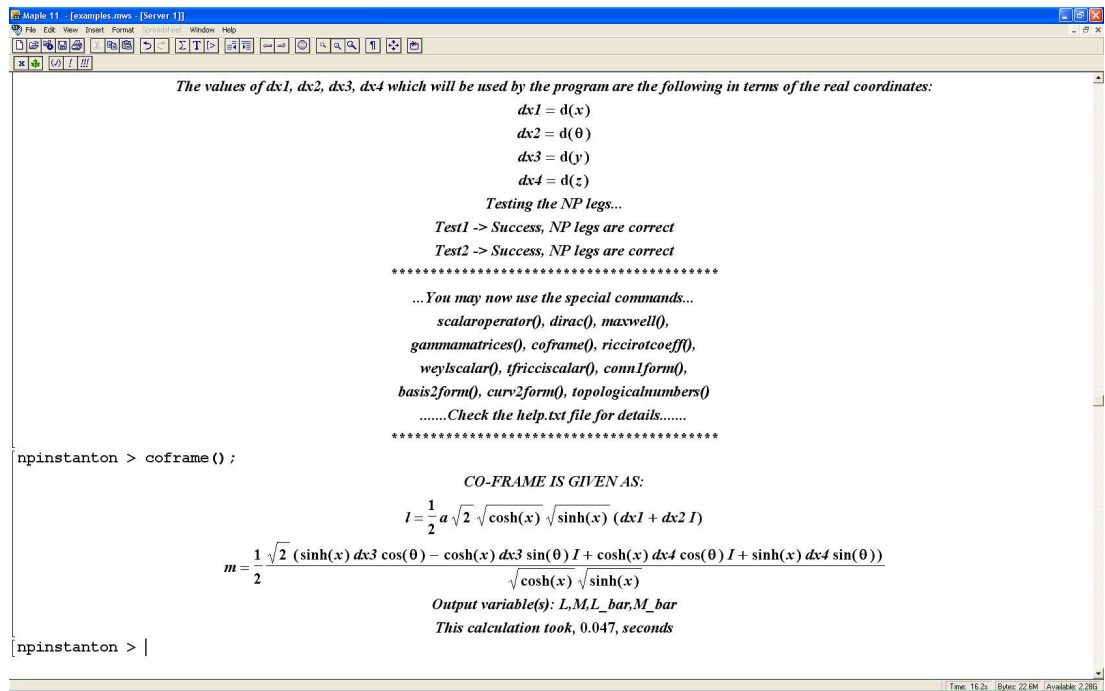 Maple 11 - [examples.mws - [Server 1]]
File Edit View Insert Format Spreadsheet Window Help
The values of dx1, dx2, dx3, dx4 which will be used by the program are the following in terms of the real coordinates:
dx1 = d(x)
dx2 = d(θ)
dx3 = d(y)
dx4 = d(z)
Testing the NP legs...
Test1 -> Success, NP legs are correct
Test2 -> Success, NP legs are correct
******************************************
...You may now use the special commands...
scalaroperator(), dirac(), maxwell(),
gammamatrices(), coframe(), riccirotcoeff(),
weylscalar(), tfricciscalar(), conn1form(),
basis2form(), curv2form(), topologicalnumbers()
.......Check the help.txt file for details.......
******************************************
npinstanton > coframe();
CO-FRAME IS GIVEN AS:
l = 1/2 a √2 √cosh(x) √sinh(x) (dx1 + dx2 I)
m = 1/2 √2 (sinh(x) dx3 cos(θ) − cosh(x) dx3 sin(θ) I + cosh(x) dx4 cos(θ) I + sinh(x) dx4 sin(θ)) / √cosh(x) √sinh(x)
Output variable(s): L,M,L_bar,M_bar
This calculation took, 0.047, seconds
npinstanton >
Time: 16.2s Bytes: 22.6M Available: 2.28G